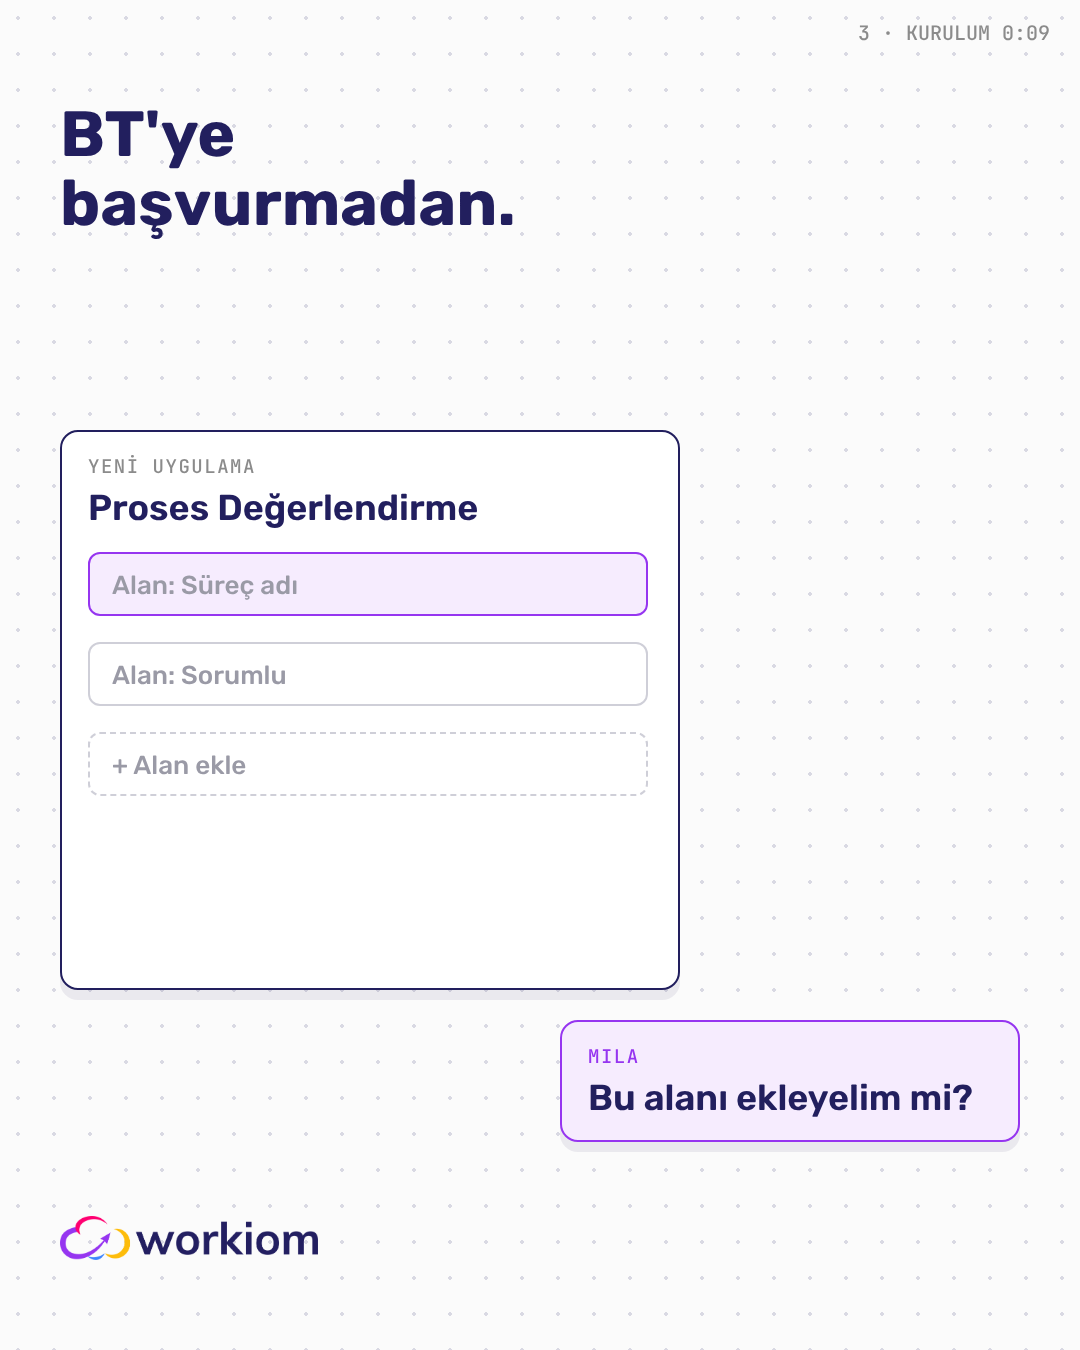 3 · KURULUM 0:09
BT'ye
başvurmadan.
YENİ UYGULAMA
Proses Değerlendirme
Alan: Süreç adı
Alan: Sorumlu
+ Alan ekle
MILA
Bu alanı ekleyelim mi?
workiom